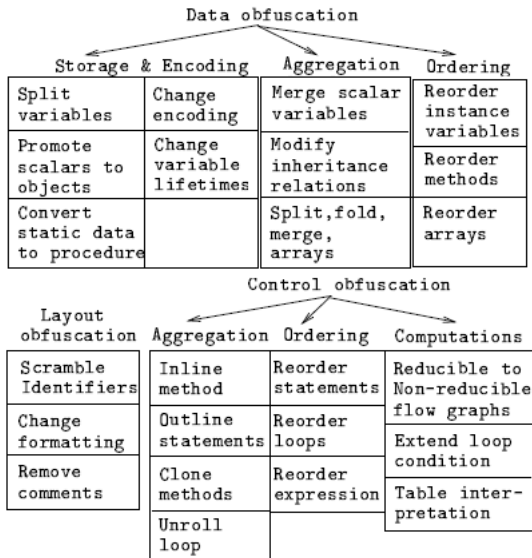 Data obfuscation
Storage & Encoding
Aggregation
Ordering
Split
variables
Promote
scalars to
objects
Convert
static data
to procedure
Change
encoding
Change
variable
lifetimes
Merge scalar
variables
Modify
inheritance
relations
Split,fold,
merge,
arrays
Reorder
instance
variables
Reorder
methods
Reorder
arrays
Control obfuscation
Layout
obfuscation
Scramble
Identifiers
Change
formatting
Remove
comments
Aggregation
Inline
method
Outline
statements
Clone
methods
Unroll
loop
Ordering
Reorder
statements
Reorder
loops
Reorder
expression
Computations
Reducible to
Non-reducible
flow graphs
Extend loop
condition
Table inter-
pretation